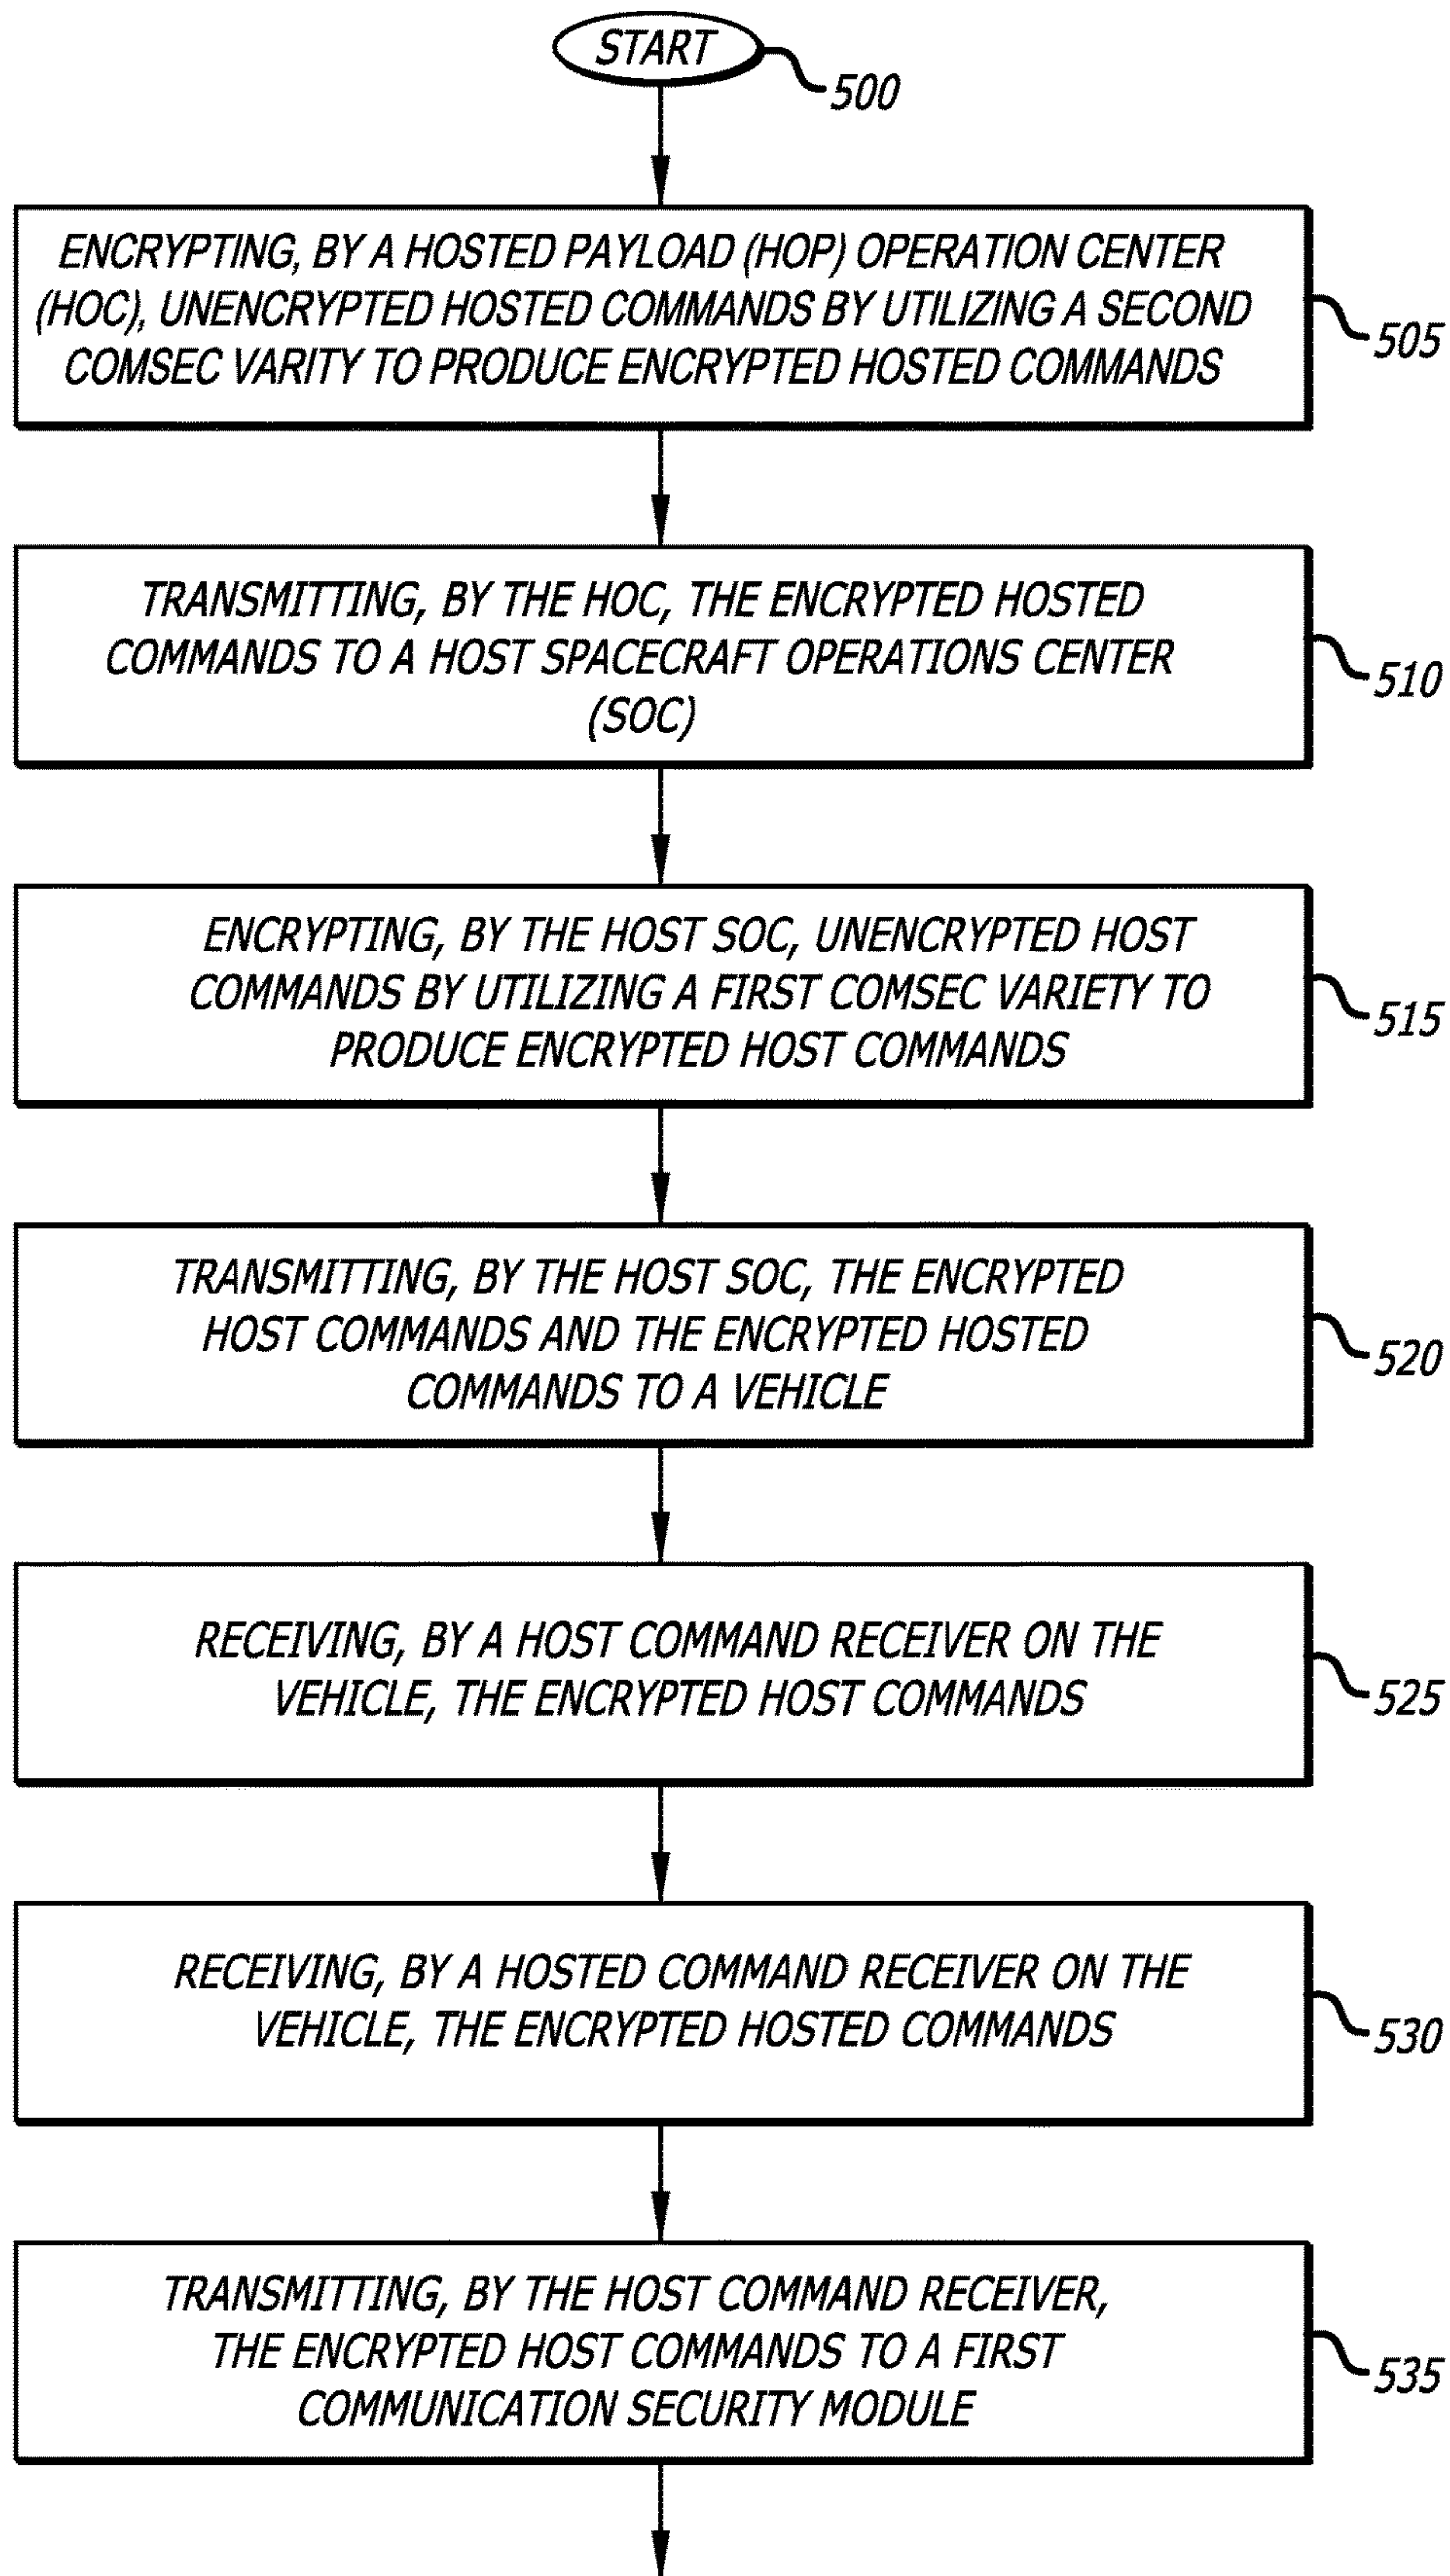 START
500
ENCRYPTING, BY A HOSTED PAYLOAD (HOP) OPERATION CENTER
(HOC), UNENCRYPTED HOSTED COMMANDS BY UTILIZING A SECOND
COMSEC VARITY TO PRODUCE ENCRYPTED HOSTED COMMANDS
505
TRANSMITTING, BY THE HOC, THE ENCRYPTED HOSTED
COMMANDS TO A HOST SPACECRAFT OPERATIONS CENTER
(SOC)
510
ENCRYPTING, BY THE HOST SOC, UNENCRYPTED HOST
COMMANDS BY UTILIZING A FIRST COMSEC VARIETY TO
PRODUCE ENCRYPTED HOST COMMANDS
515
TRANSMITTING, BY THE HOST SOC, THE ENCRYPTED
HOST COMMANDS AND THE ENCRYPTED HOSTED
COMMANDS TO A VEHICLE
520
RECEIVING, BY A HOST COMMAND RECEIVER ON THE
VEHICLE, THE ENCRYPTED HOST COMMANDS
525
RECEIVING, BY A HOSTED COMMAND RECEIVER ON THE
VEHICLE, THE ENCRYPTED HOSTED COMMANDS
530
TRANSMITTING, BY THE HOST COMMAND RECEIVER,
THE ENCRYPTED HOST COMMANDS TO A FIRST
COMMUNICATION SECURITY MODULE
535